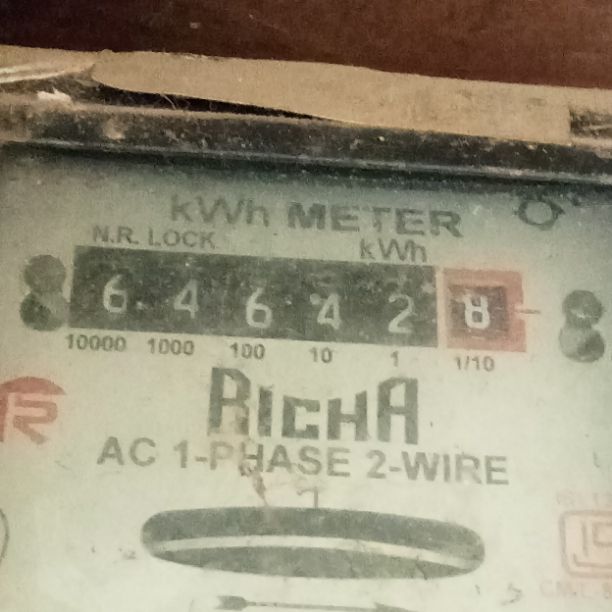 kWh METER
N.R. LOCK kWh
6 4 6 4 2 8
10000 1000 100 10 1 1/10
RICHA
AC 1-PHASE 2-WIRE